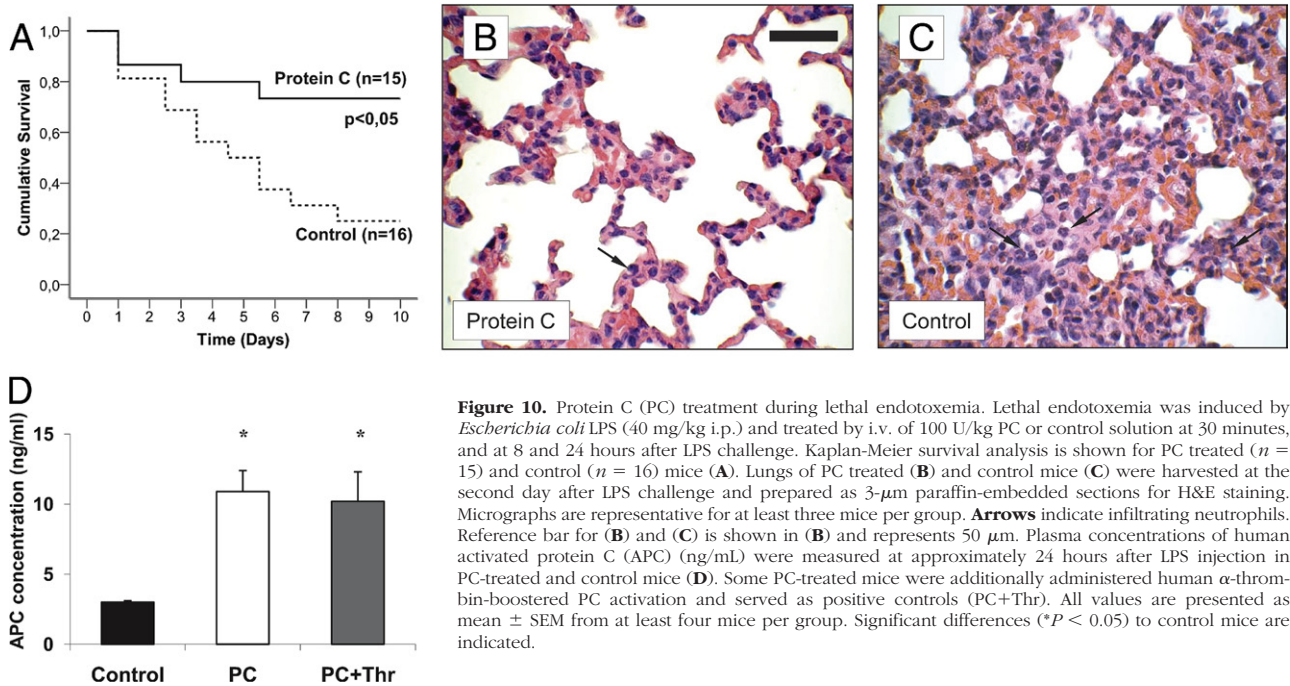 A
1,0
0,8
0,6
0,4
0,2
0,0
Cumulative Survival
Protein C (n=15)
p<0,05
Control (n=16)
0 1 2 3 4 5 6 7 8 9 10
Time (Days)
B
Protein C
C
Control
D
APC concentration (ng/ml)
15
10
5
0
* *
Control PC PC+Thr
Figure 10. Protein C (PC) treatment during lethal endotoxemia. Lethal endotoxemia was induced by
Escherichia coli LPS (40 mg/kg i.p.) and treated by i.v. of 100 U/kg PC or control solution at 30 minutes,
and at 8 and 24 hours after LPS challenge. Kaplan-Meier survival analysis is shown for PC treated (n =
15) and control (n = 16) mice (A). Lungs of PC treated (B) and control mice (C) were harvested at the
second day after LPS challenge and prepared as 3-μm paraffin-embedded sections for H&E staining.
Micrographs are representative for at least three mice per group. Arrows indicate infiltrating neutrophils.
Reference bar for (B) and (C) is shown in (B) and represents 50 μm. Plasma concentrations of human
activated protein C (APC) (ng/mL) were measured at approximately 24 hours after LPS injection in
PC-treated and control mice (D). Some PC-treated mice were additionally administered human α-throm-
bin-boostered PC activation and served as positive controls (PC+Thr). All values are presented as
mean ± SEM from at least four mice per group. Significant differences (*P < 0.05) to control mice are
indicated.